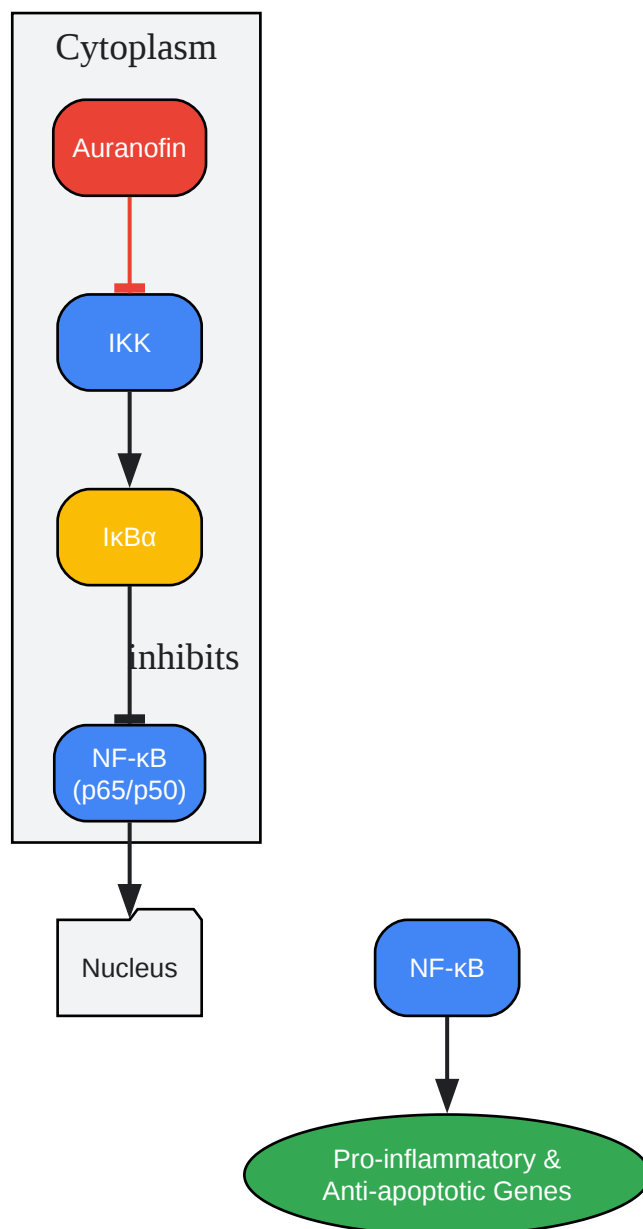 Cytoplasm
Auranofin
IKK
IκBα
inhibits
NF-κB
(p65/p50)
Nucleus
NF-κB
Pro-inflammatory &
Anti-apoptotic Genes